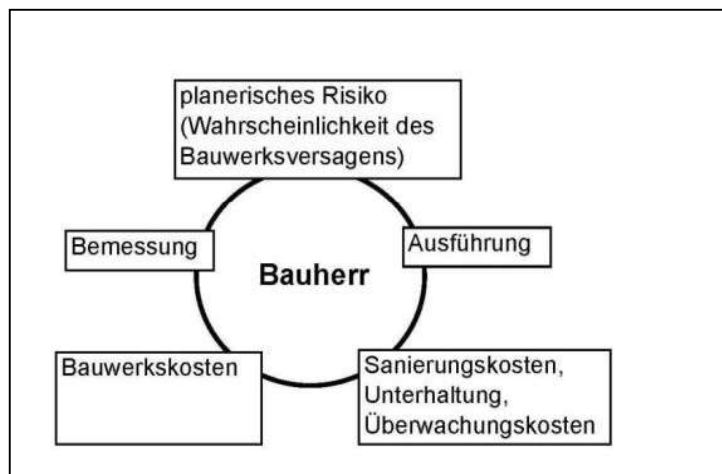 planerisches Risiko
(Wahrscheinlichkeit des
Bauwerksversagens)
Bemessung
Bauherr
Ausführung
Bauwerkskosten
Sanierungskosten,
Unterhaltung,
Überwachungskosten